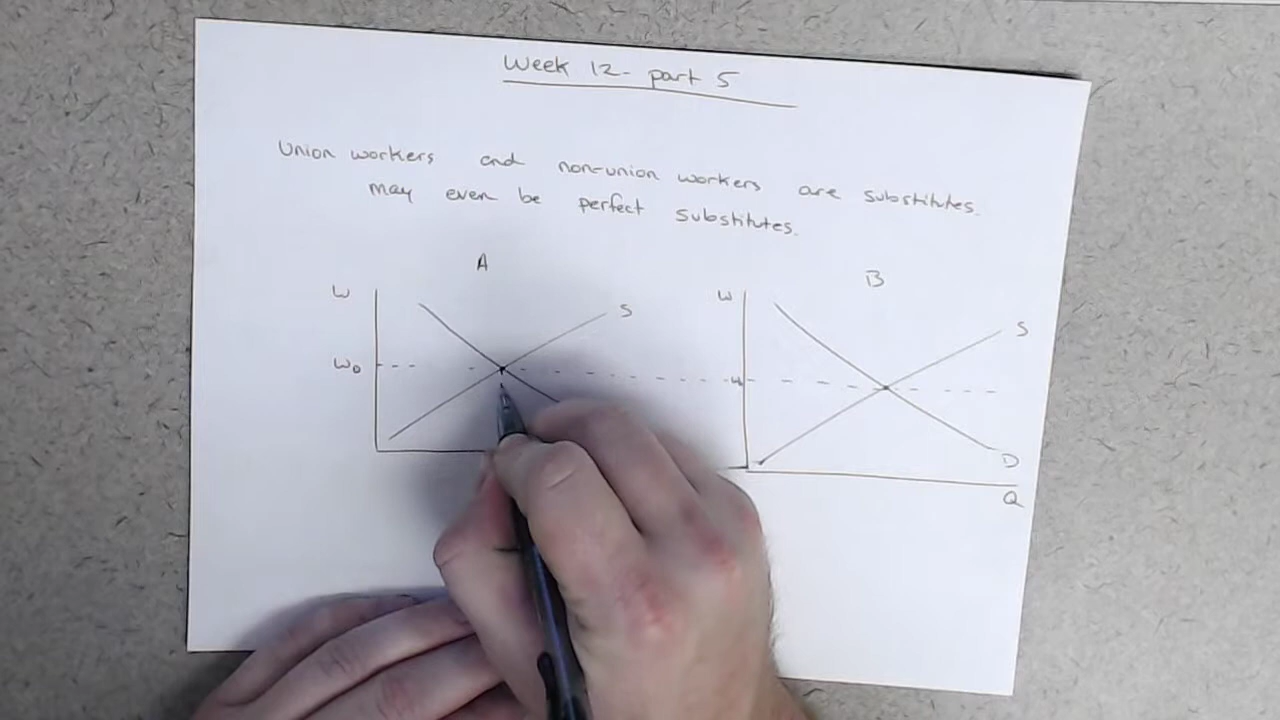 Week 12- part 5
Union workers and non-union workers are substitutes.
may even be perfect substitutes.
A
B
W
S
W
S
W₀
D
Q